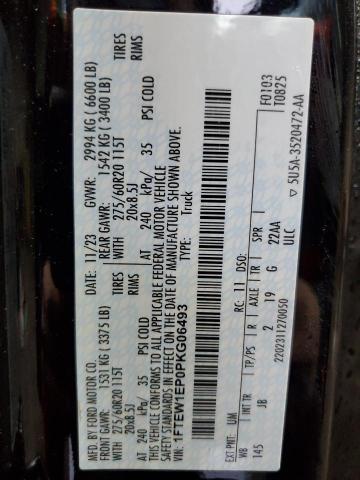 MFD. BY FORD MOTOR CO.
DATE: 11/23 GVWR: 2994 KG ( 6600 LB)
FRONT GAWR: 1531 KG ( 3375 LB) REAR GAWR: 1542 KG ( 3400 LB)
275/60R20 115T TIRES WITH 275/60R20 115T TIRES
20x8.5J RIMS 20x8.5J RIMS
AT 240 kPa/ 35 PSI COLD AT 240 kPa/ 35 PSI COLD
THIS VEHICLE CONFORMS TO ALL APPLICABLE FEDERAL MOTOR VEHICLE
SAFETY STANDARDS IN EFFECT ON THE DATE OF MANUFACTURE SHOWN ABOVE.
VIN: 1FTEW1EP0PKG06493
TYPE: Truck
F0103
T0825
EXT PNT: UM RC: 11 DSO:
WB INT TR TP/PS R AXLE TR SPR
145 JB 2 19 G 22AA
ULC
2202311270050
▽ 5U5A-3520472-AA